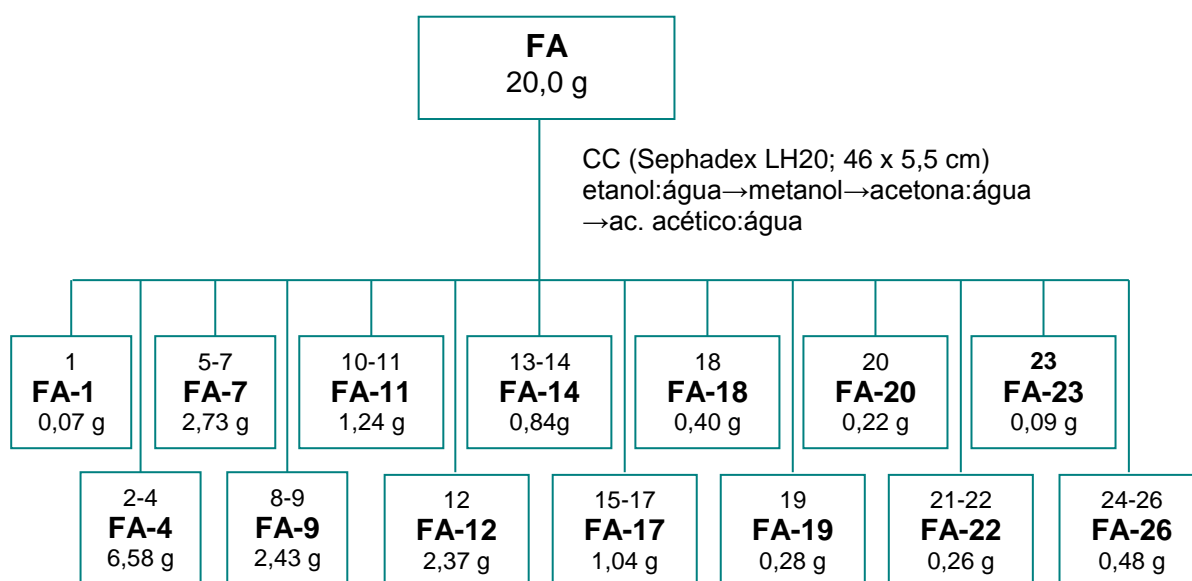 FA
20,0 g
CC (Sephadex LH20; 46 x 5,5 cm)
etanol:água→metanol→acetona:água
→ac. acético:água
1
FA-1
0,07 g
5-7
FA-7
2,73 g
10-11
FA-11
1,24 g
13-14
FA-14
0,84g
18
FA-18
0,40 g
20
FA-20
0,22 g
23
FA-23
0,09 g
2-4
FA-4
6,58 g
8-9
FA-9
2,43 g
12
FA-12
2,37 g
15-17
FA-17
1,04 g
19
FA-19
0,28 g
21-22
FA-22
0,26 g
24-26
FA-26
0,48 g